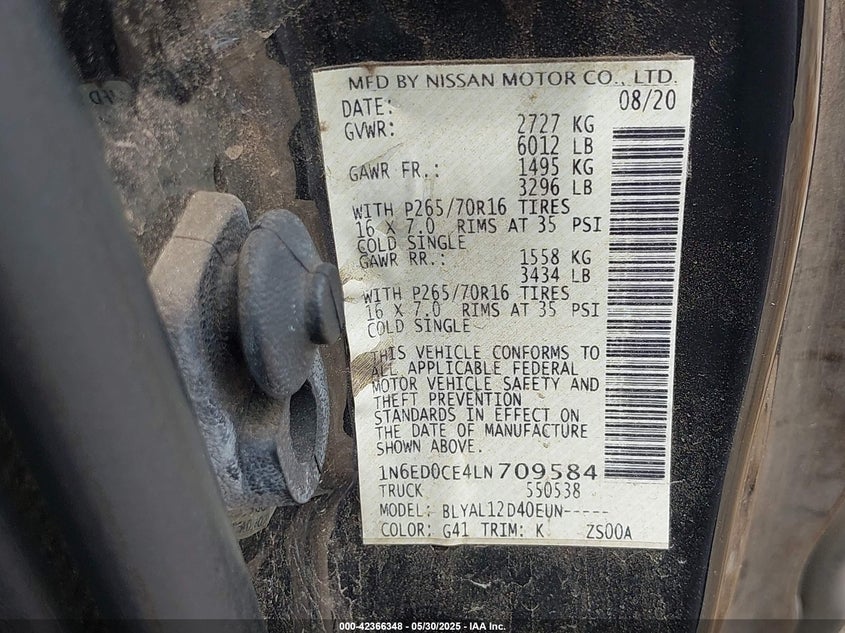 MFD BY NISSAN MOTOR CO., LTD.
DATE: 08/20
GVWR: 2727 KG
6012 LB
GAWR FR.: 1495 KG
3296 LB
WITH P265/70R16 TIRES
16 X 7.0 RIMS AT 35 PSI
COLD SINGLE
GAWR RR.: 1558 KG
3434 LB
WITH P265/70R16 TIRES
16 X 7.0 RIMS AT 35 PSI
COLD SINGLE
THIS VEHICLE CONFORMS TO
ALL APPLICABLE FEDERAL
MOTOR VEHICLE SAFETY AND
THEFT PREVENTION
STANDARDS IN EFFECT ON
THE DATE OF MANUFACTURE
SHOWN ABOVE.
1N6ED0CE4LN709584
TRUCK 550538
MODEL: BLYAL12D40EUN-----
COLOR: G41 TRIM: K ZS00A
000-42366348 - 05/30/2025 - IAA Inc.